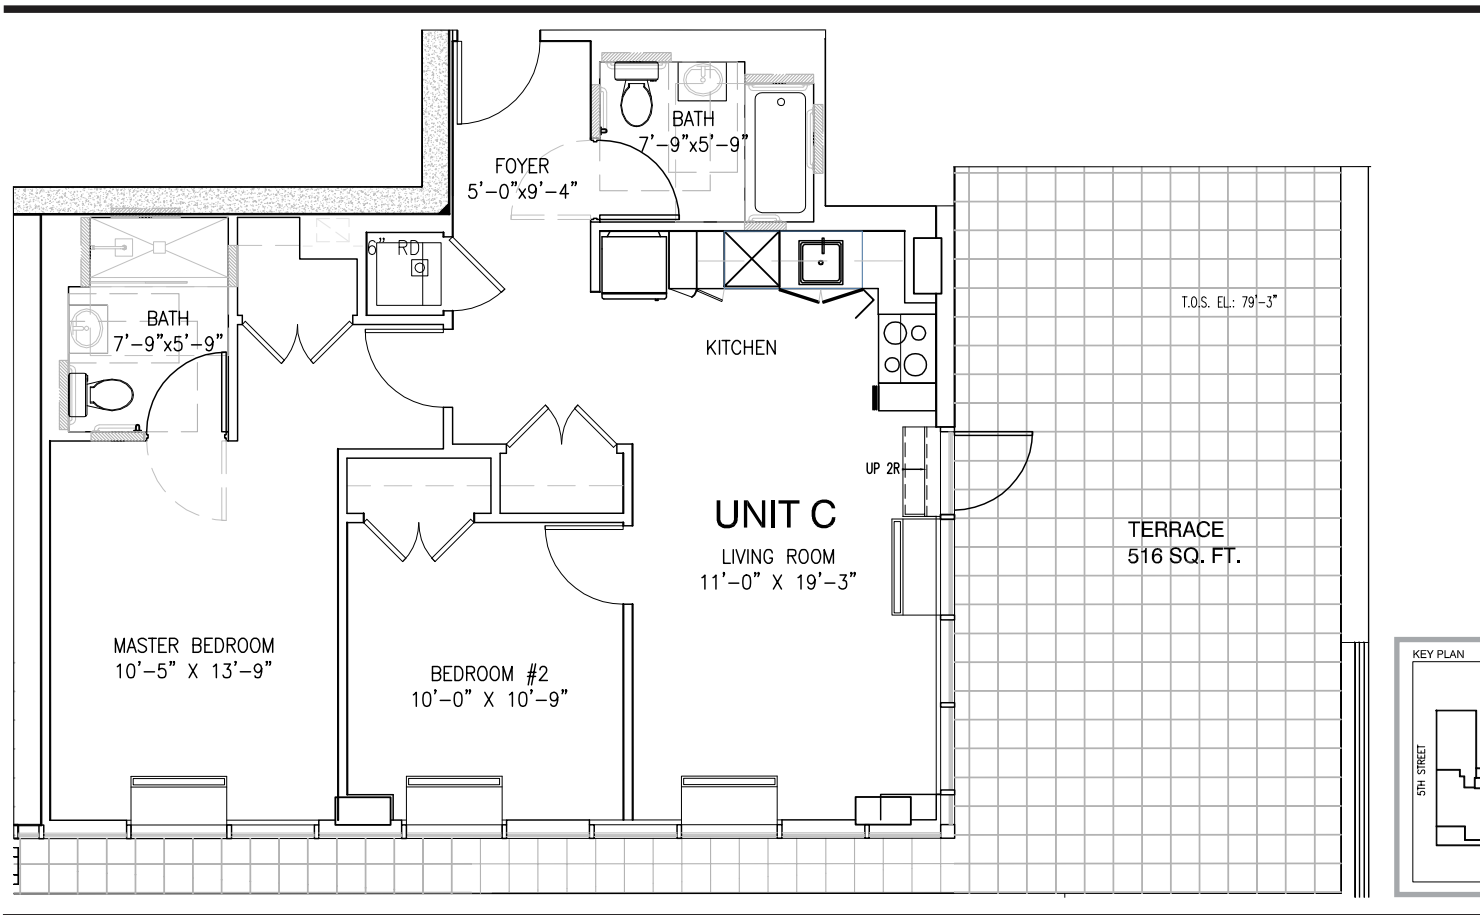 BATH
7'-9"x5'-9"
FOYER
5'-0"x9'-4"
6" RD
T.O.S. EL.: 79'-3"
BATH
7'-9"x5'-9"
KITCHEN
UP 2R
UNIT C
LIVING ROOM
11'-0" X 19'-3"
TERRACE
516 SQ. FT.
MASTER BEDROOM
10'-5" X 13'-9"
BEDROOM #2
10'-0" X 10'-9"
KEY PLAN
5TH STREET